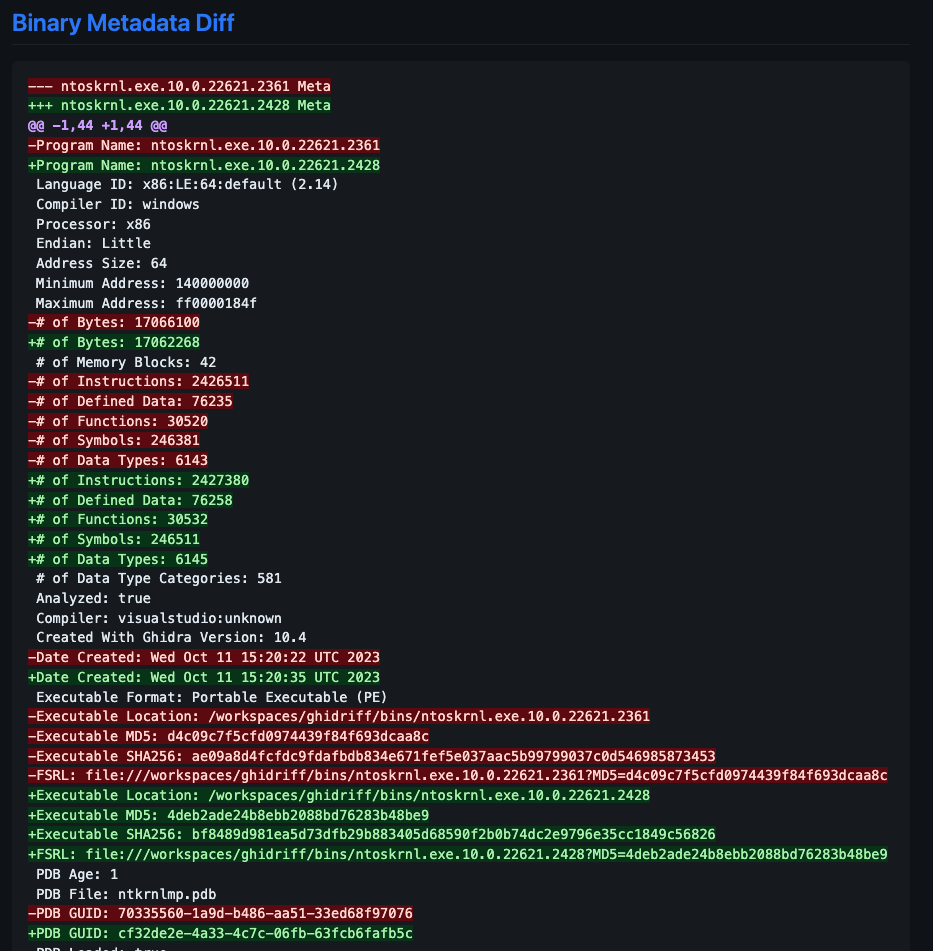 Binary Metadata Diff
--- ntoskrnl.exe.10.0.22621.2361 Meta
+++ ntoskrnl.exe.10.0.22621.2428 Meta
@@ -1,44 +1,44 @@
-Program Name: ntoskrnl.exe.10.0.22621.2361
+Program Name: ntoskrnl.exe.10.0.22621.2428
Language ID: x86:LE:64:default (2.14)
Compiler ID: windows
Processor: x86
Endian: Little
Address Size: 64
Minimum Address: 140000000
Maximum Address: ff0000184f
-# of Bytes: 17066100
+# of Bytes: 17062268
# of Memory Blocks: 42
-# of Instructions: 2426511
-# of Defined Data: 76235
-# of Functions: 30520
-# of Symbols: 246381
-# of Data Types: 6143
+# of Instructions: 2427380
+# of Defined Data: 76258
+# of Functions: 30532
+# of Symbols: 246511
+# of Data Types: 6145
# of Data Type Categories: 581
Analyzed: true
Compiler: visualstudio:unknown
Created With Ghidra Version: 10.4
-Date Created: Wed Oct 11 15:20:22 UTC 2023
+Date Created: Wed Oct 11 15:20:35 UTC 2023
Executable Format: Portable Executable (PE)
-Executable Location: /workspaces/ghidriff/bins/ntoskrnl.exe.10.0.22621.2361
-Executable MD5: d4c09c7f5cfd0974439f84f693dcaa8c
-Executable SHA256: ae09a8d4fcfdc9fdafbdb834e671fef5e037aac5b99799037c0d546985873453
-FSRL: file:///workspaces/ghidriff/bins/ntoskrnl.exe.10.0.22621.2361?MD5=d4c09c7f5cfd0974439f84f693dcaa8c
+Executable Location: /workspaces/ghidriff/bins/ntoskrnl.exe.10.0.22621.2428
+Executable MD5: 4deb2ade24b8ebb2088bd76283b48be9
+Executable SHA256: bf8489d981ea5d73dfb29b883405d68590f2b0b74dc2e9796e35cc1849c56826
+FSRL: file:///workspaces/ghidriff/bins/ntoskrnl.exe.10.0.22621.2428?MD5=4deb2ade24b8ebb2088bd76283b48be9
PDB Age: 1
PDB File: ntkrnlmp.pdb
-PDB GUID: 70335560-1a9d-b486-aa51-33ed68f97076
+PDB GUID: cf32de2e-4a33-4c7c-06fb-63fcb6fafb5c
PDB Loaded: true